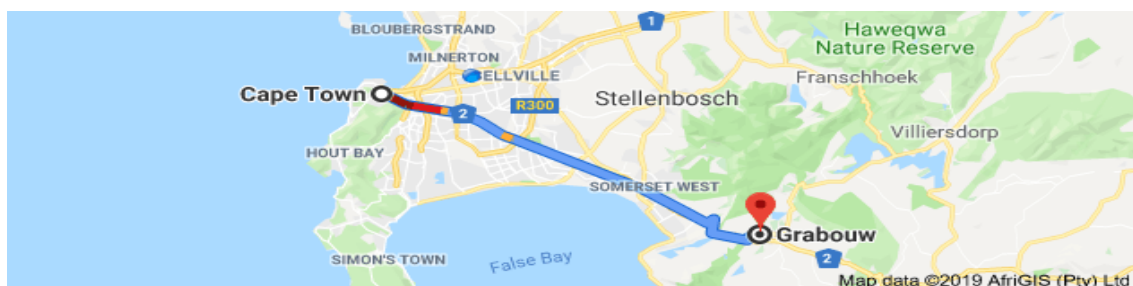 BLOUBERGSTRAND
1
Haweqwa
Nature Reserve
MILNERTON
BELLVILLE
Franschhoek
Cape Town
2
R300
Stellenbosch
Villiersdorp
HOUT BAY
SOMERSET WEST
Grabouw
SIMON'S TOWN
False Bay
2
Map data ©2019 AfriGIS (Pty) Ltd